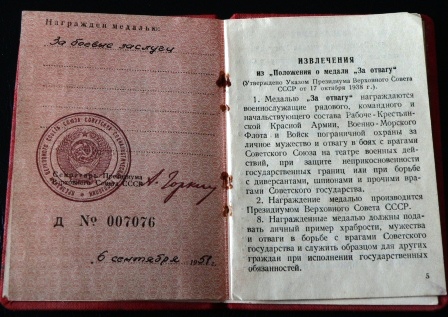 Награжден медалью:
За боевые заслуги
Секретарь Президиума
Верховного Совета СССР
А. Горкин
Д № 007076
6 сентября 1951 г.
ИЗВЛЕЧЕНИЯ
из „Положения о медали „За отвагу“
(Утверждено Указом Президиума Верховного Совета
СССР от 17 октября 1938 г.)
1. Медалью „За отвагу“ награждаются
военнослужащие рядового, командного и
начальствующего состава Рабоче-Крестьян-
ской Красной Армии, Военно-Морского
Флота и Войск пограничной охраны за
личное мужество и отвагу в боях с врагами
Советского Союза на театре военных дей-
ствий, при защите неприкосновенности
государственных границ или при борьбе
с диверсантами, шпионами и прочими вра-
гами Советского государства.
2. Награждение медалью производится
Президиумом Верховного Совета СССР.
8. Награжденные медалью должны пода-
вать личный пример храбрости, мужества
и отваги в борьбе с врагами Советского
государства и служить образцом для других
граждан при исполнении государственных
обязанностей.
5